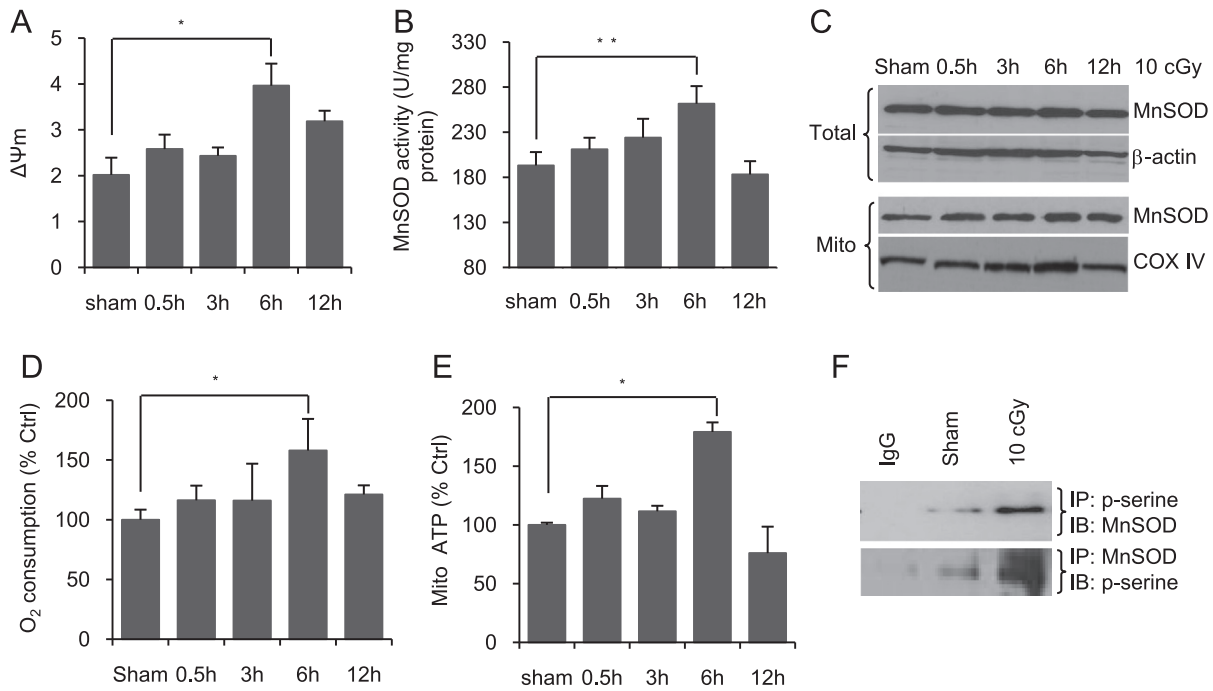 A
ΔΨm
5
4
3
2
1
0
*
sham 0.5h 3h 6h 12h
B
MnSOD activity (U/mg
protein)
330
280
230
180
130
80
* *
sham 0.5h 3h 6h 12h
C
Sham 0.5h 3h 6h 12h 10 cGy
Total
MnSOD
β-actin
Mito
MnSOD
COX IV
D
O2 consumption (% Ctrl)
200
150
100
50
0
*
Sham 0.5h 3h 6h 12h
E
Mito ATP (% Ctrl)
200
150
100
50
0
*
sham 0.5h 3h 6h 12h
F
IgG Sham 10 cGy
IP: p-serine
IB: MnSOD
IP: MnSOD
IB: p-serine